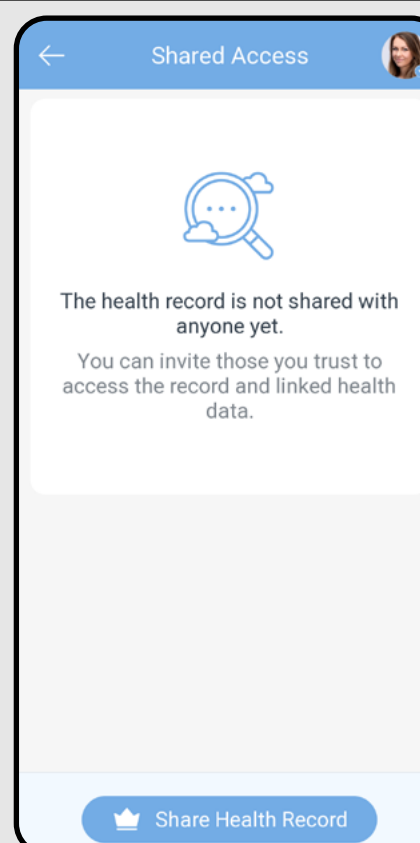 Shared Access
The health record is not shared with
anyone yet.
You can invite those you trust to
access the record and linked health
data.
Share Health Record